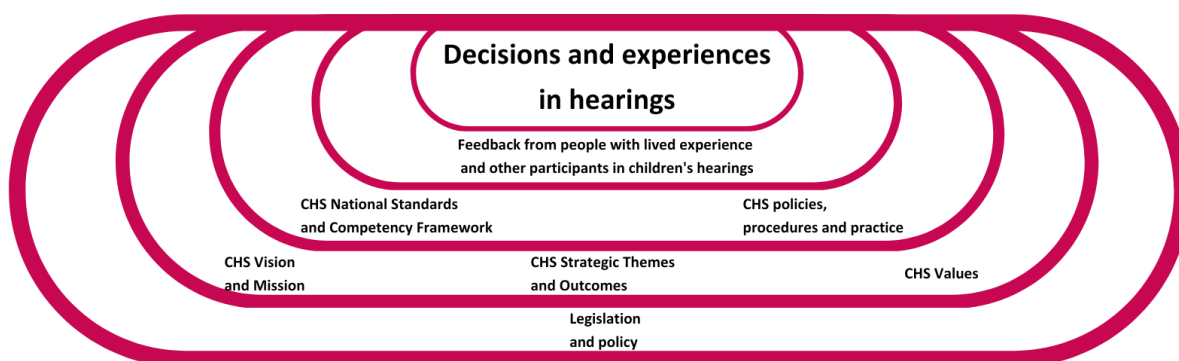 Decisions and experiences
in hearings
Feedback from people with lived experience
and other participants in children's hearings
CHS National Standards
and Competency Framework
CHS policies,
procedures and practice
CHS Vision
and Mission
CHS Strategic Themes
and Outcomes
CHS Values
Legislation
and policy